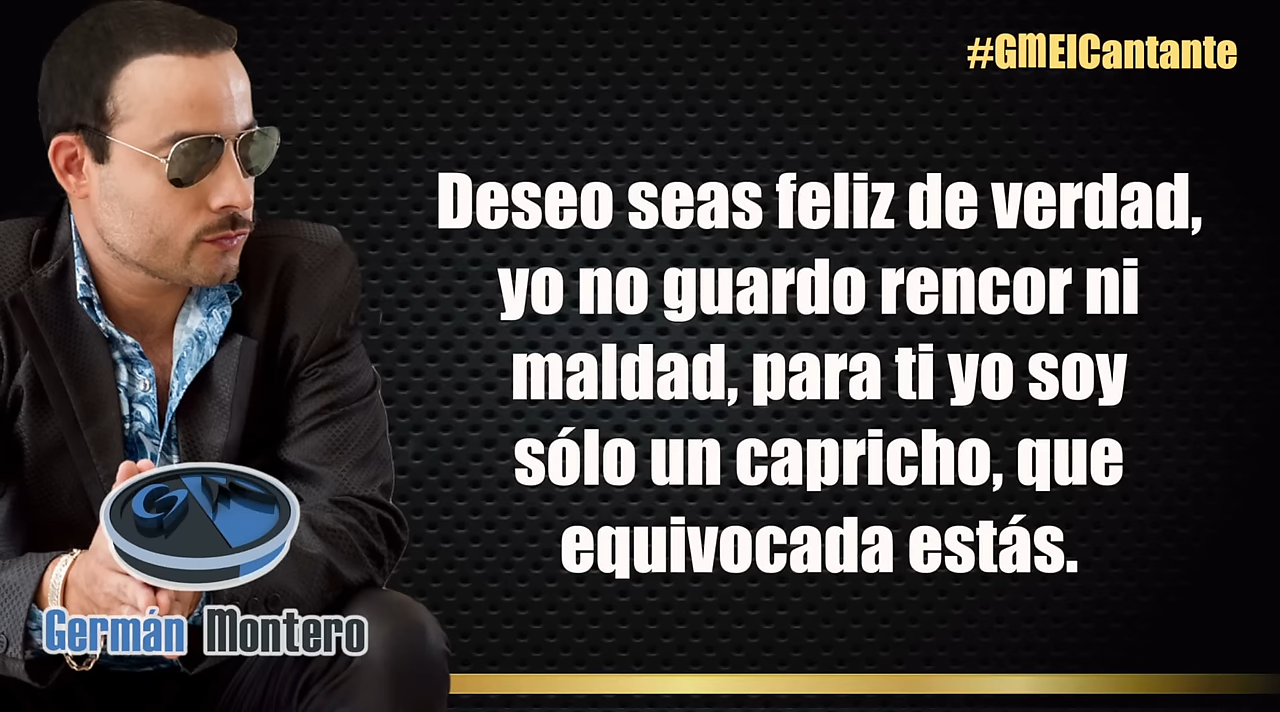 #GmElCantante
Deseo seas feliz de verdad,
yo no guardo rencor ni
maldad, para ti yo soy
sólo un capricho, que
equivocada estás.
GM
Germán Montero